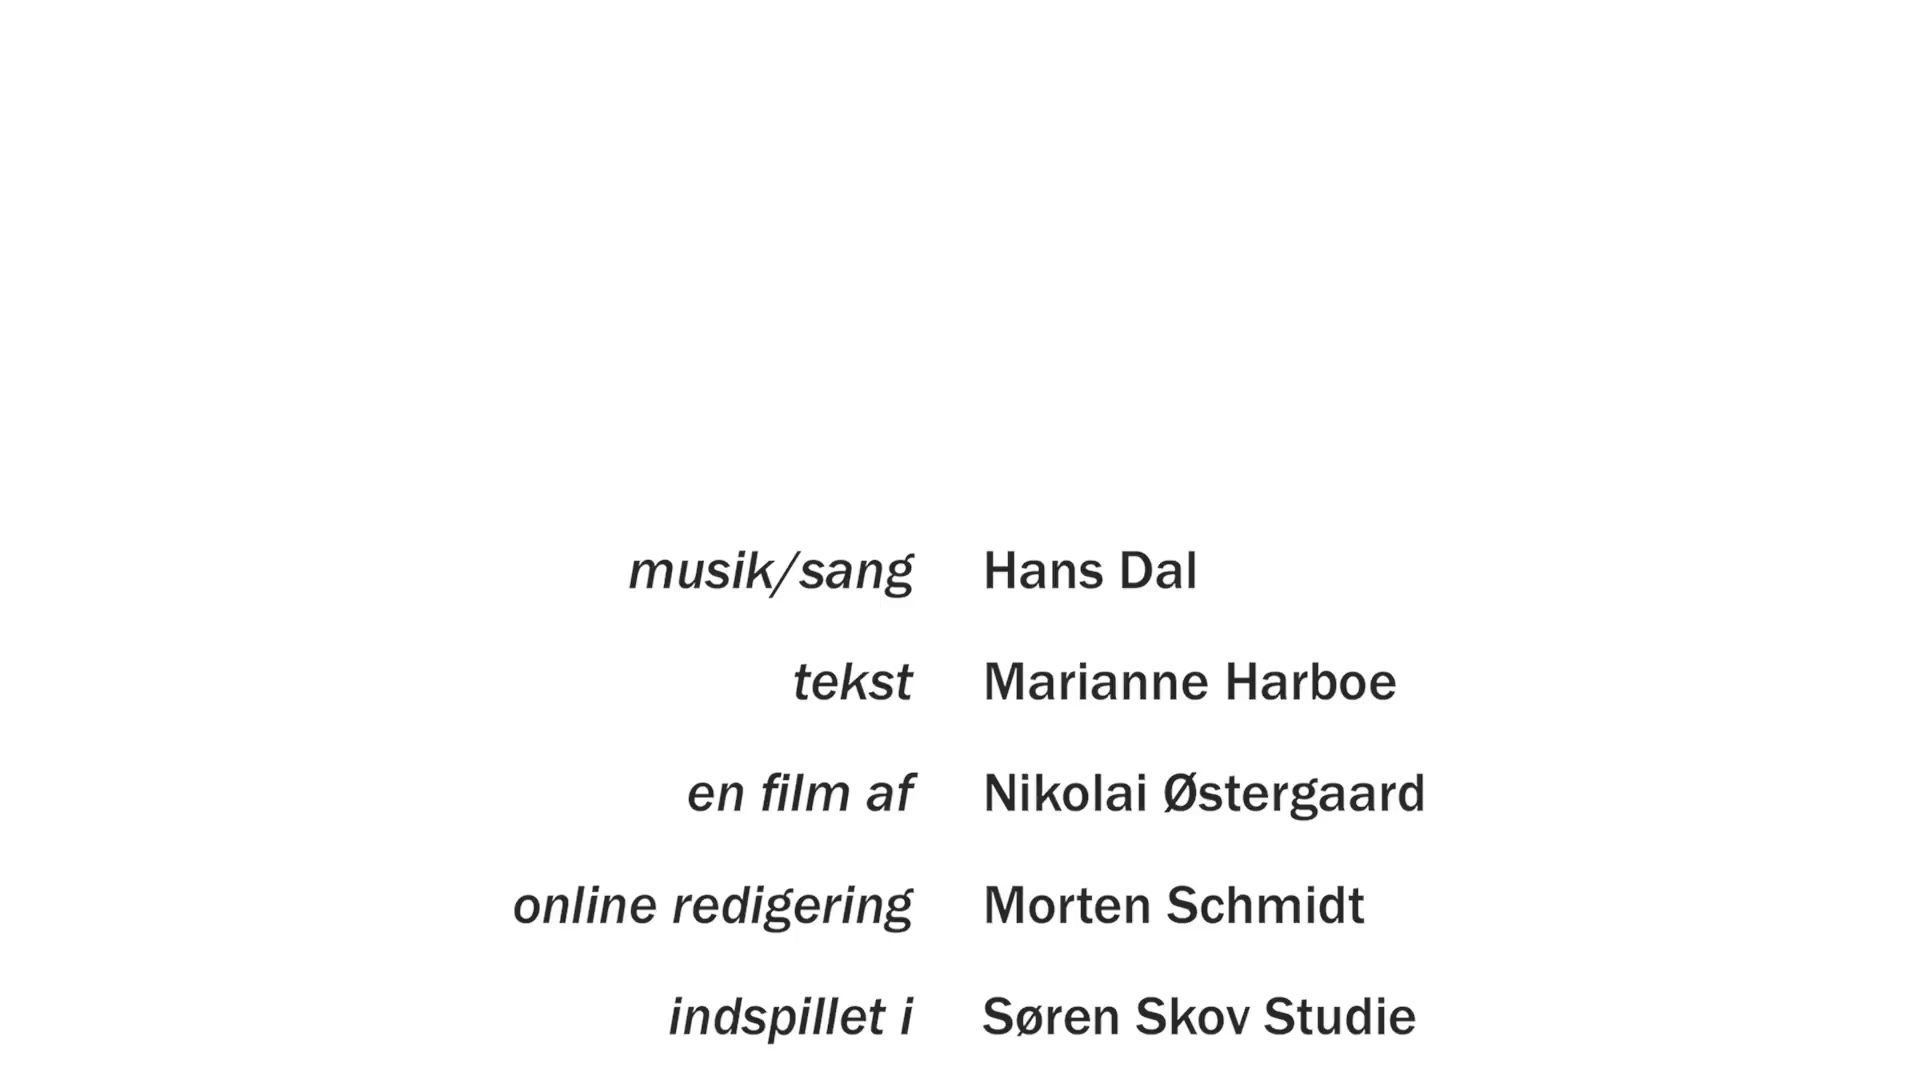 musik/sang Hans Dal
tekst Marianne Harboe
en film af Nikolai Østergaard
online redigering Morten Schmidt
indspillet i Søren Skov Studie